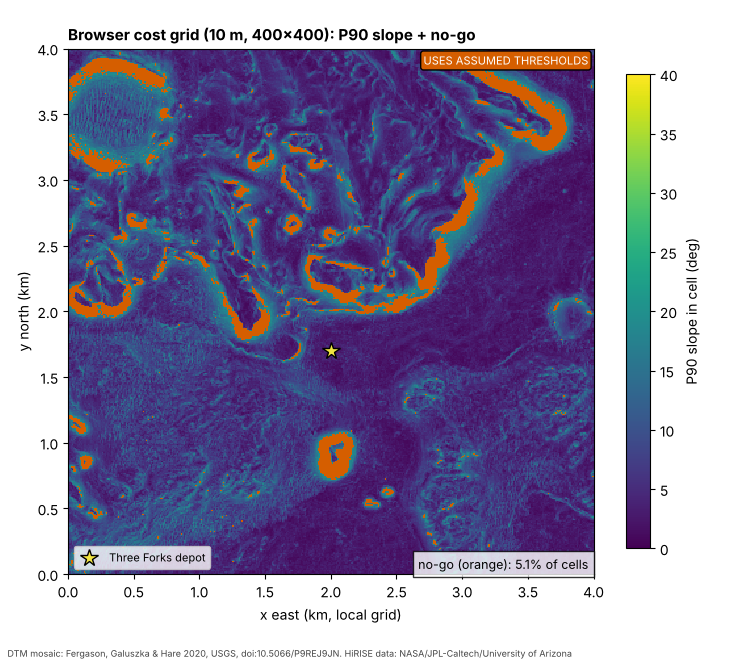 Browser cost grid (10 m, 400×400): P90 slope + no-go
USES ASSUMED THRESHOLDS
4.0
3.5
3.0
2.5
2.0
1.5
1.0
0.5
0.0
y north (km)
Three Forks depot
no-go (orange): 5.1% of cells
0.0 0.5 1.0 1.5 2.0 2.5 3.0 3.5 4.0
x east (km, local grid)
40
35
30
25
20
15
10
5
0
P90 slope in cell (deg)
DTM mosaic: Fergason, Galuszka & Hare 2020, USGS, doi:10.5066/P9REJ9JN. HiRISE data: NASA/JPL-Caltech/University of Arizona